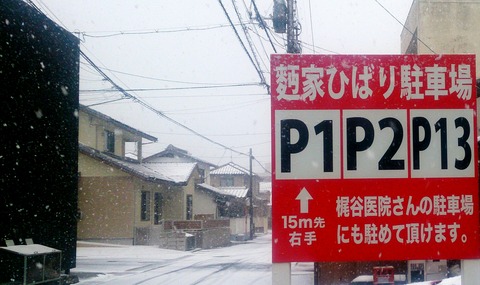 麵家ひばり駐車場
P1 P2 P13
15m先
右手
梶谷医院さんの駐車場
にも駐めて頂けます。